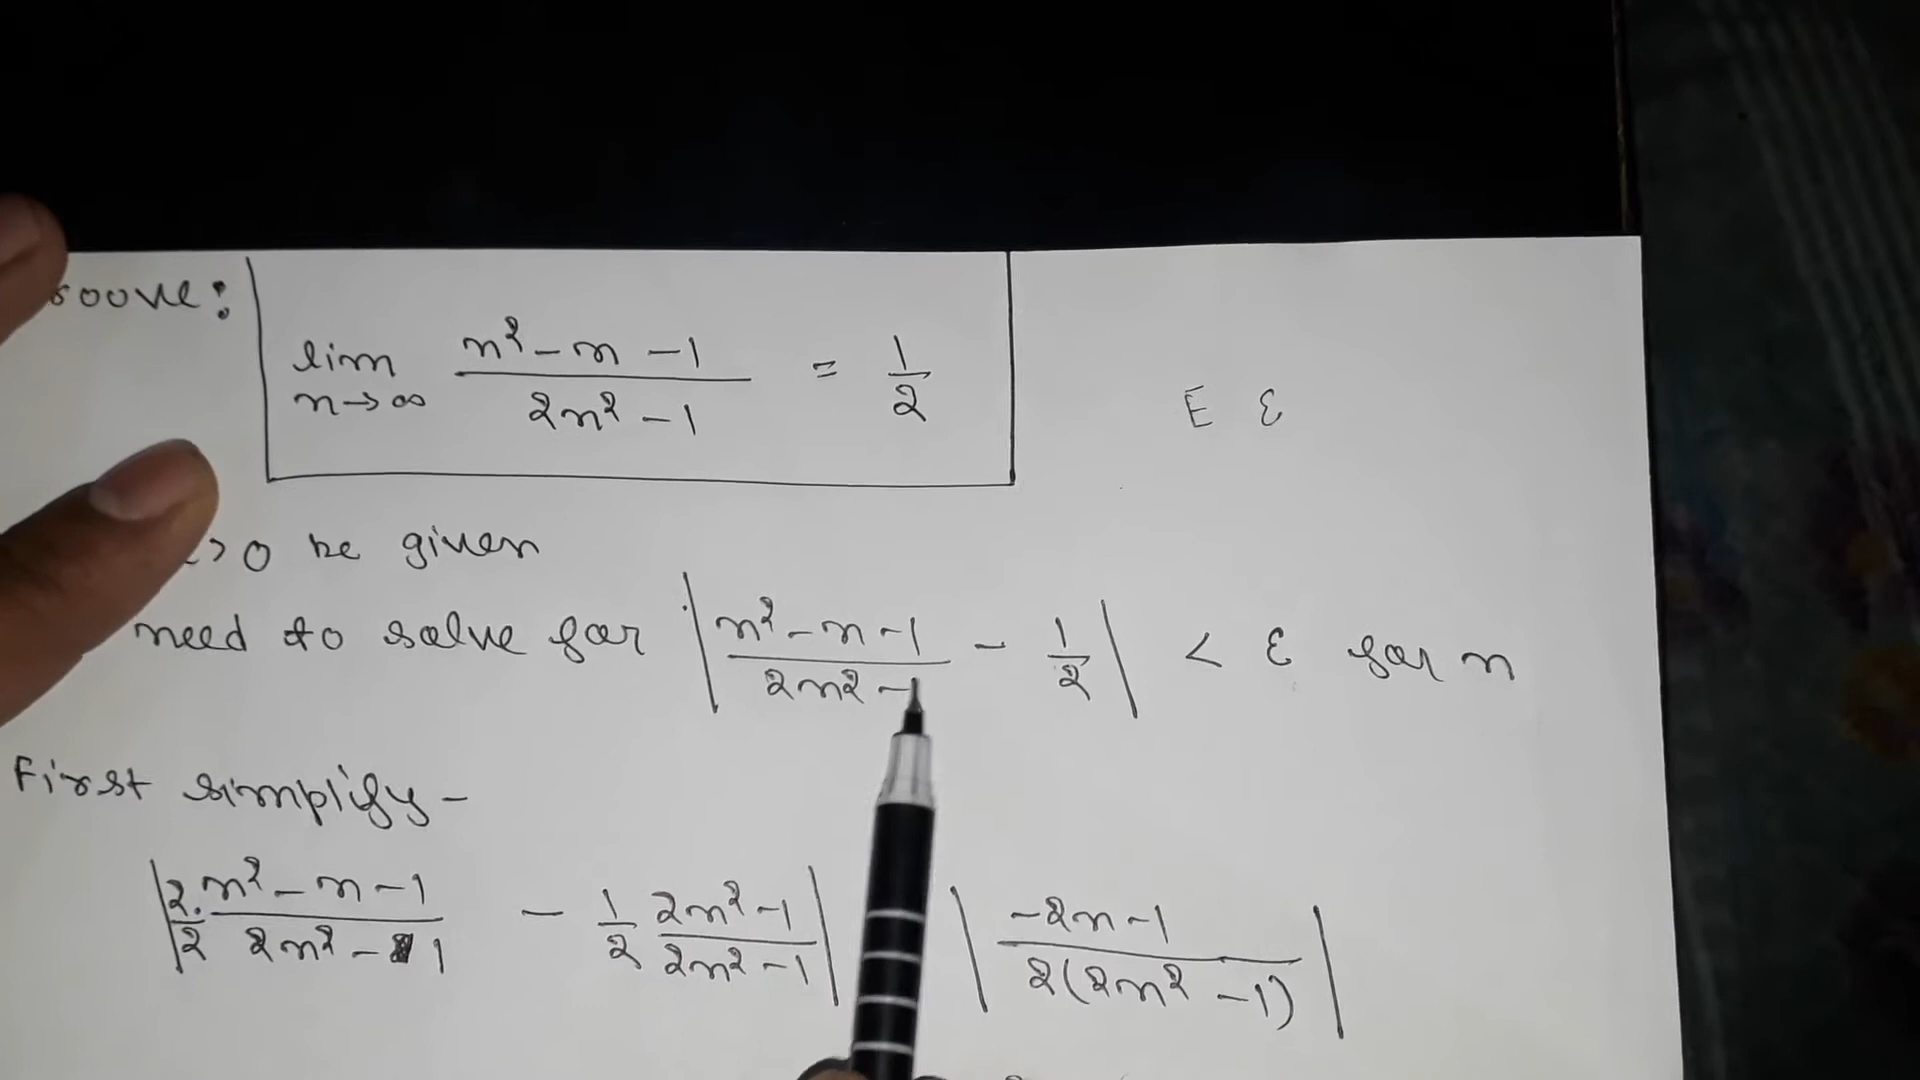 roove:
lim n→∞ (n² - n - 1)/(2n² - 1) = 1/2
E ε
>0 be given
need to solve for |(n² - n - 1)/(2n² - 1) - 1/2| < ε for n
First simplify -
|2/2 · (n² - n - 1)/(2n² - 1) - 1/2 (2n² - 1)/(2n² - 1)| |(-2n - 1)/(2(2n² - 1))|